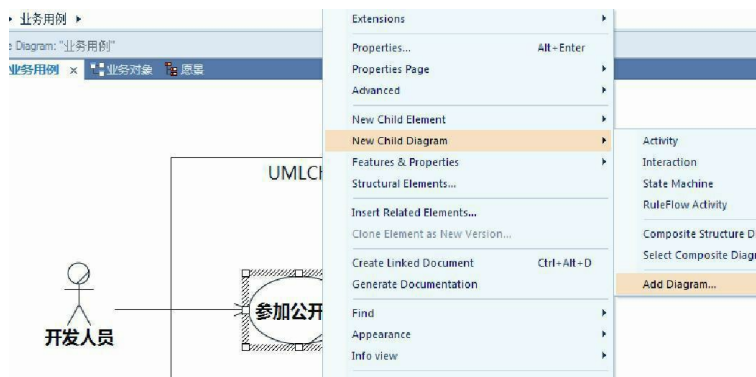 业务用例
Diagram: "业务用例"
业务用例 × 业务对象 愿景
UMLCh
开发人员
参加公开
Extensions
Properties... Alt+Enter
Properties Page
Advanced
New Child Element
New Child Diagram
Features & Properties
Structural Elements...
Insert Related Elements...
Clone Element as New Version...
Create Linked Document Ctrl+Alt+D
Generate Documentation
Find
Appearance
Info view
Activity
Interaction
State Machine
RuleFlow Activity
Composite Structure D
Select Composite Diagr
Add Diagram...